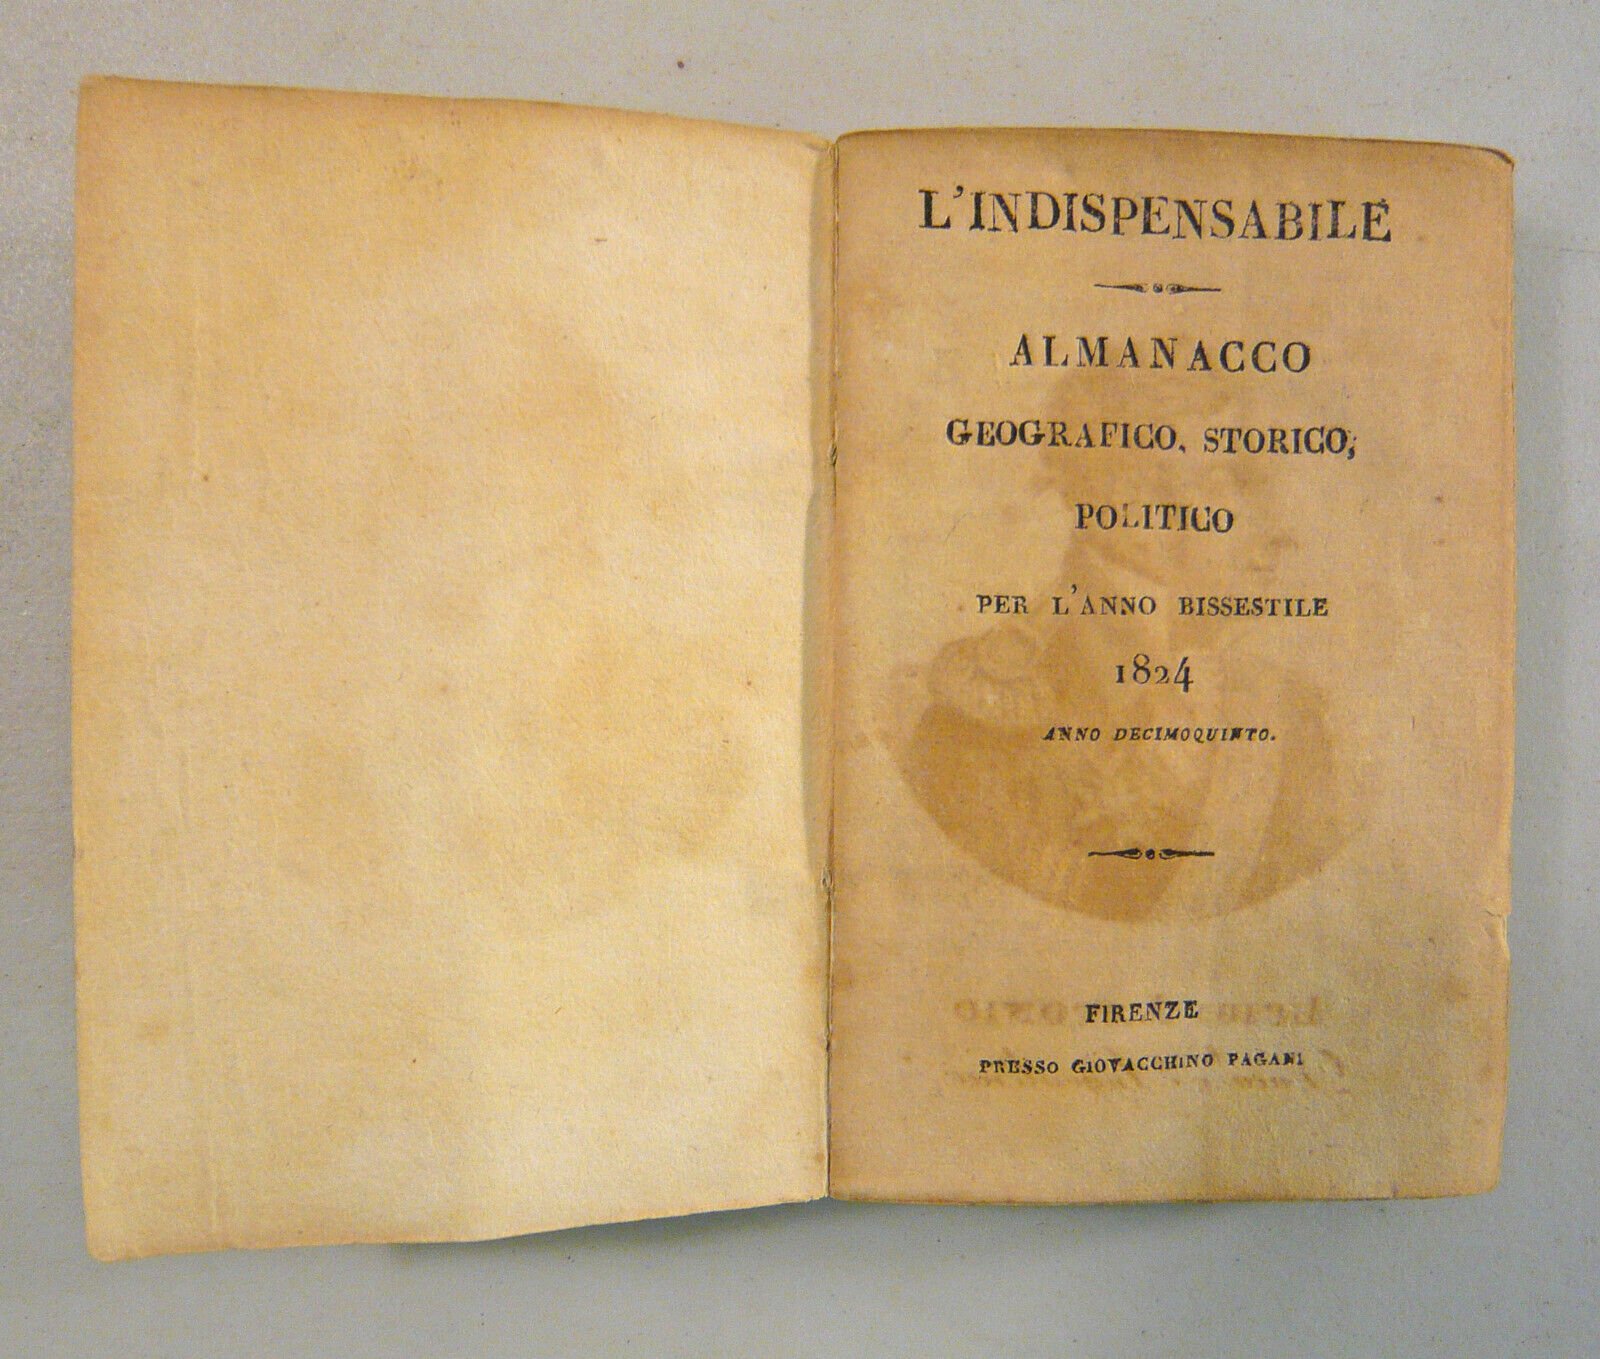 L'INDISPENSABILE
ALMANACCO
GEOGRAFICO, STORICO,
POLITICO
PER L'ANNO BISSESTILE
1824
ANNO DECIMOQUINTO.
FIRENZE
PRESSO GIOVACCHINO PAGANI